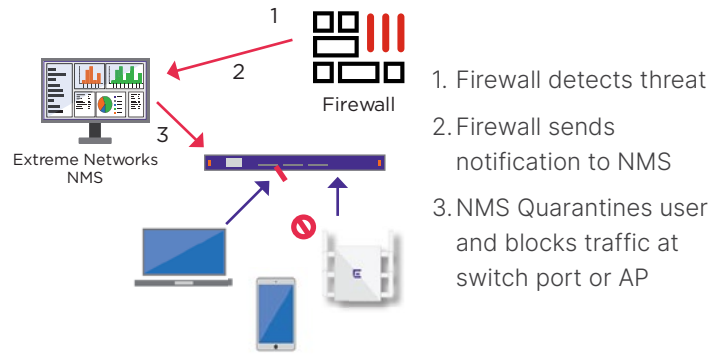 1
2
Firewall
3
Extreme Networks
NMS
E
1. Firewall detects threat
2. Firewall sends
notification to NMS
3. NMS Quarantines user
and blocks traffic at
switch port or AP